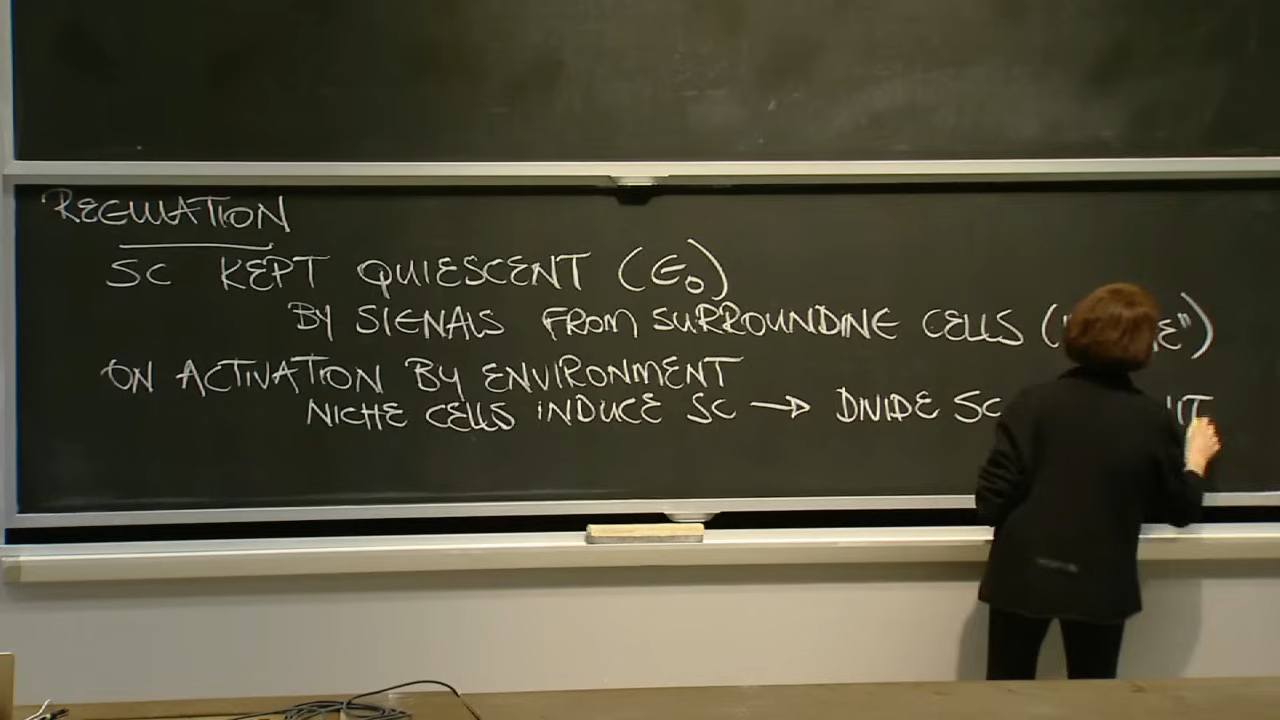 REGULATION
SC KEPT QUIESCENT (G₀)
BY SIGNALS FROM SURROUNDING CELLS (
ON ACTIVATION BY ENVIRONMENT
NICHE CELLS INDUCE SC → DIVIDE SC